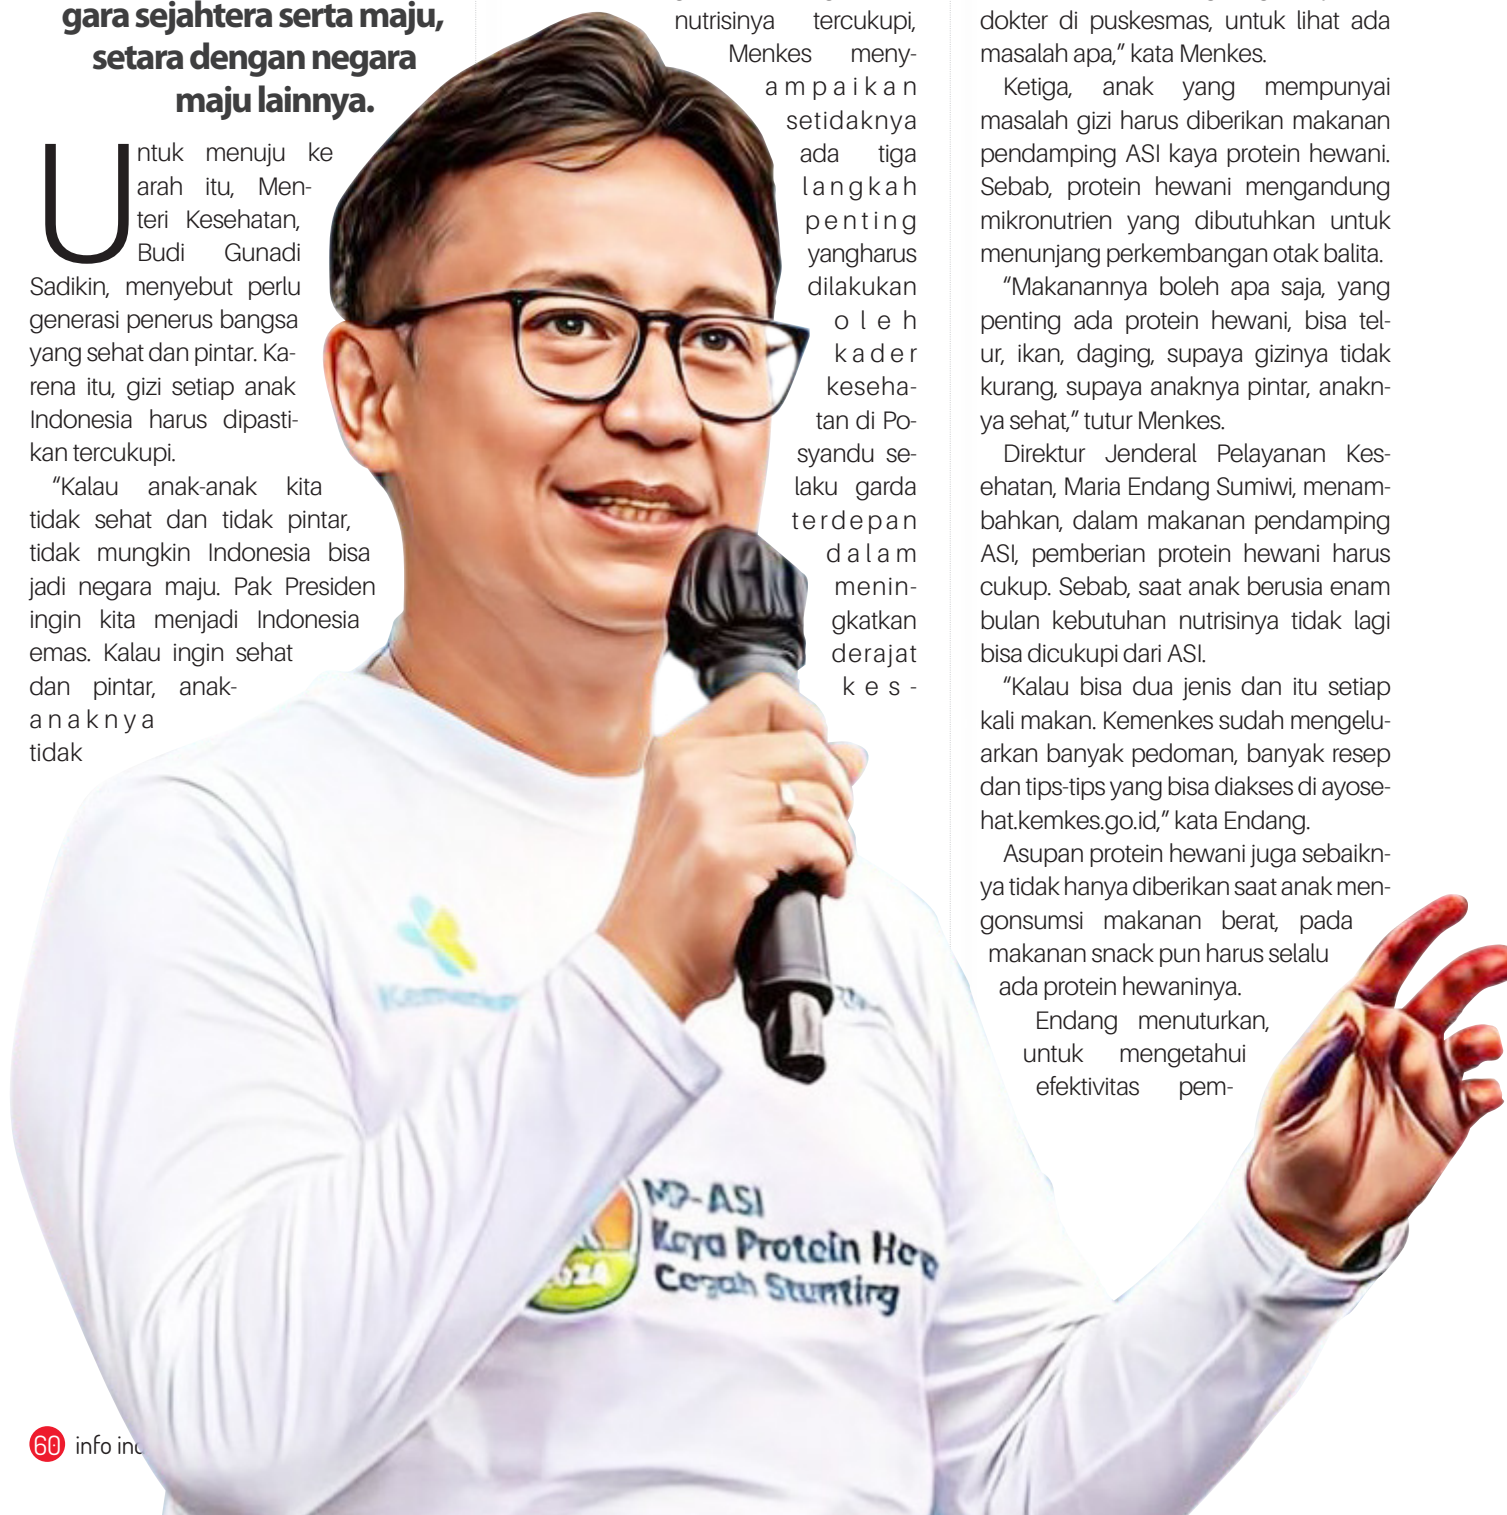 gara sejahtera serta maju,
setara dengan negara
maju lainnya.
Untuk menuju ke
arah itu, Men-
teri Kesehatan,
Budi Gunadi
Sadikin, menyebut perlu
generasi penerus bangsa
yang sehat dan pintar. Ka-
rena itu, gizi setiap anak
Indonesia harus dipasti-
kan tercukupi.
“Kalau anak-anak kita
tidak sehat dan tidak pintar,
tidak mungkin Indonesia bisa
jadi negara maju. Pak Presiden
ingin kita menjadi Indonesia
emas. Kalau ingin sehat
dan pintar, anak-
anaknya
tidak
nutrisinya tercukupi,
Menkes meny-
ampaikan
setidaknya
ada tiga
langkah
penting
yangharus
dilakukan
oleh
kader
keseha-
tan di Po-
syandu se-
laku garda
terdepan
dalam
menin-
gkatkan
derajat
kes-
dokter di puskesmas, untuk lihat ada
masalah apa,” kata Menkes.
Ketiga, anak yang mempunyai
masalah gizi harus diberikan makanan
pendamping ASI kaya protein hewani.
Sebab, protein hewani mengandung
mikronutrien yang dibutuhkan untuk
menunjang perkembangan otak balita.
“Makanannya boleh apa saja, yang
penting ada protein hewani, bisa tel-
ur, ikan, daging, supaya gizinya tidak
kurang, supaya anaknya pintar, anakn-
ya sehat,” tutur Menkes.
Direktur Jenderal Pelayanan Kes-
ehatan, Maria Endang Sumiwi, menam-
bahkan, dalam makanan pendamping
ASI, pemberian protein hewani harus
cukup. Sebab, saat anak berusia enam
bulan kebutuhan nutrisinya tidak lagi
bisa dicukupi dari ASI.
“Kalau bisa dua jenis dan itu setiap
kali makan. Kemenkes sudah mengelu-
arkan banyak pedoman, banyak resep
dan tips-tips yang bisa diakses di ayose-
hat.kemkes.go.id,” kata Endang.
Asupan protein hewani juga sebaikn-
ya tidak hanya diberikan saat anak men-
gonsumsi makanan berat, pada
makanan snack pun harus selalu
ada protein hewaninya.
Endang menuturkan,
untuk mengetahui
efektivitas pem-
MP-ASI
Kaya Protein Hew
Cegah Stunting
60 info ind